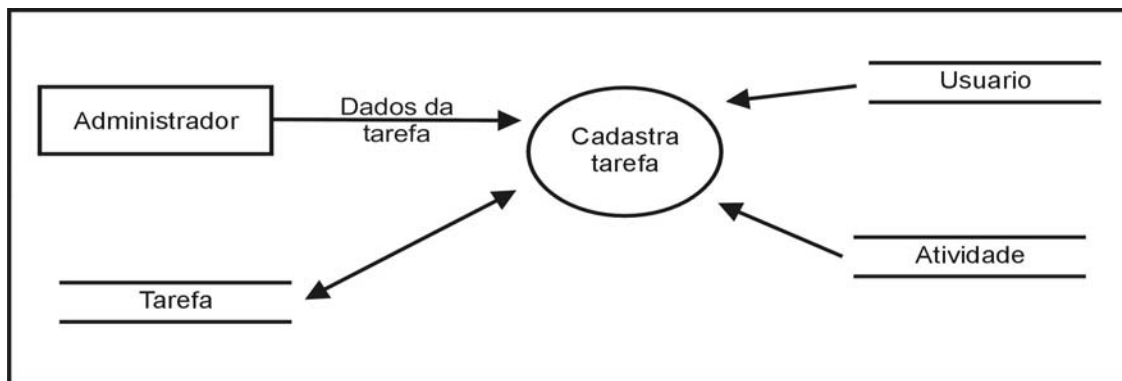 Administrador
Dados da
tarefa
Cadastra
tarefa
Usuario
Atividade
Tarefa